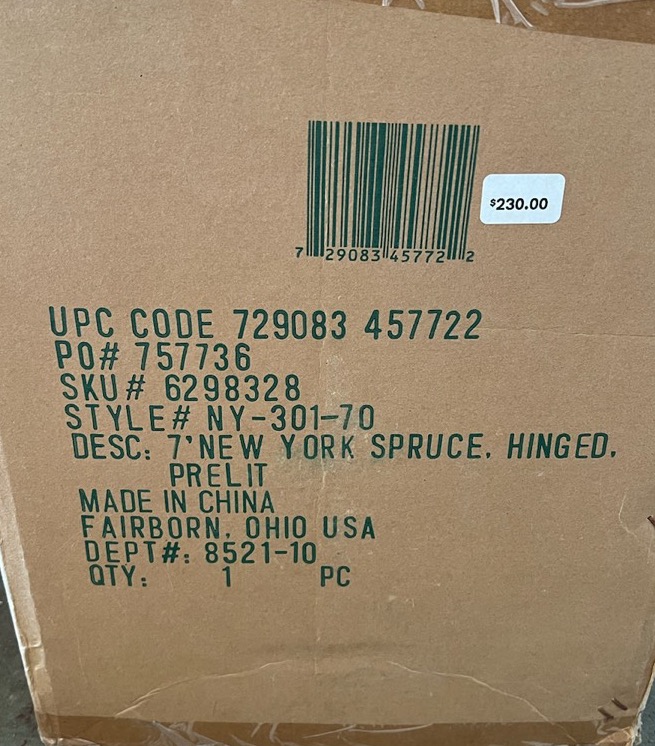 $230.00
7 29083 45772 2
UPC CODE 729083 457722
PO# 757736
SKU# 6298328
STYLE# NY-301-70
DESC: 7'NEW YORK SPRUCE, HINGED,
PRELIT
MADE IN CHINA
FAIRBORN, OHIO USA
DEPT#: 8521-10
QTY: 1 PC